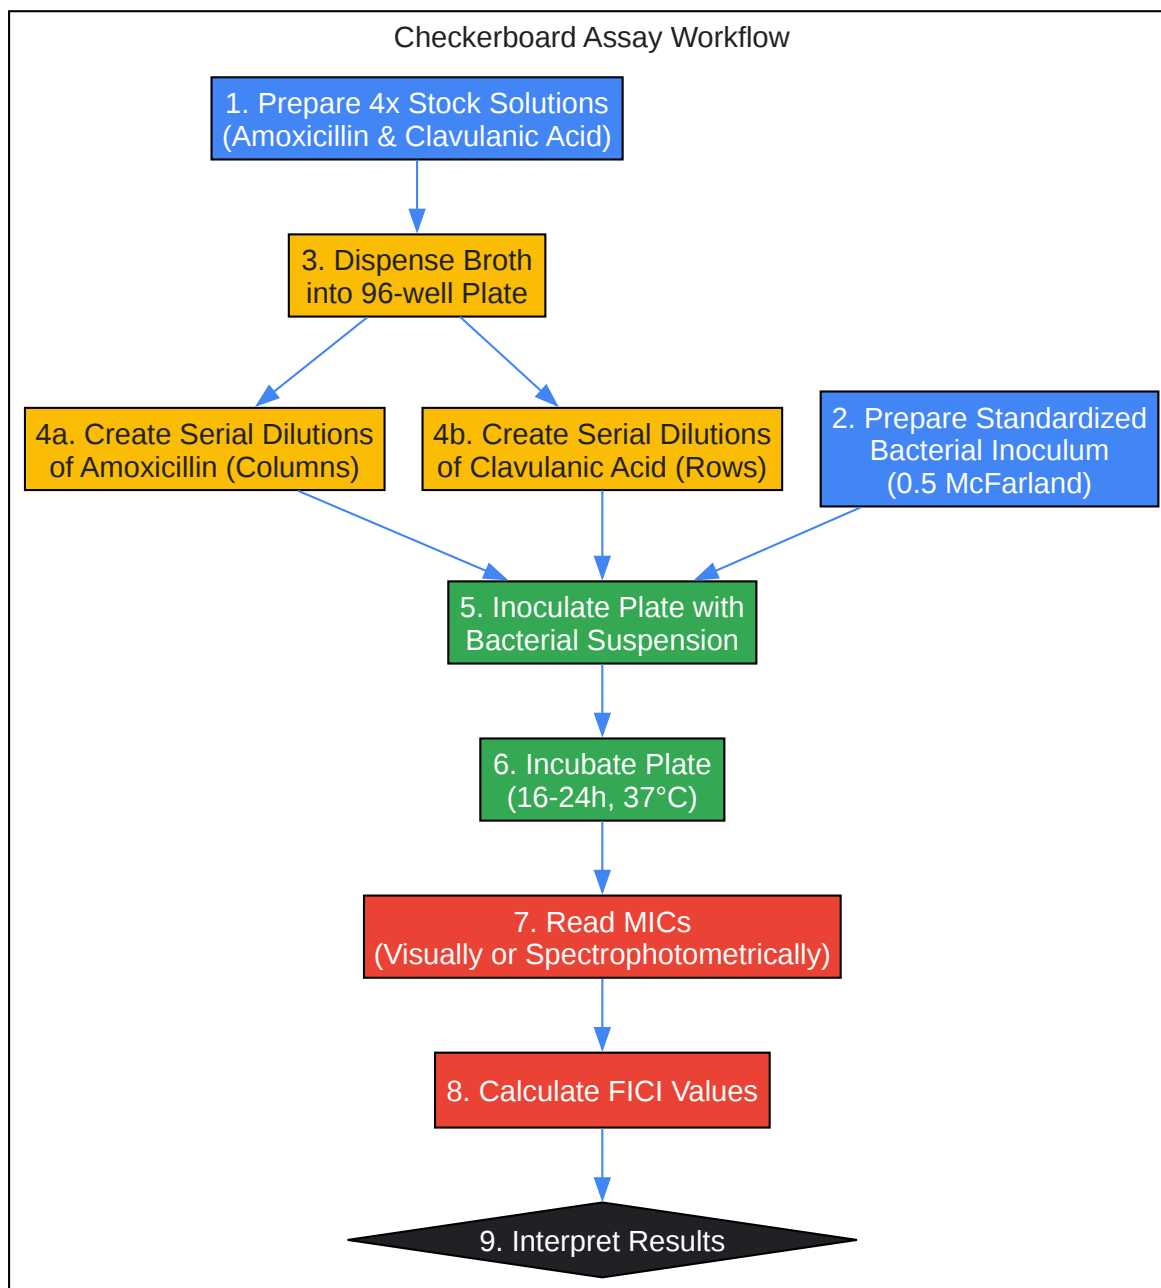 Checkerboard Assay Workflow
1. Prepare 4x Stock Solutions
(Amoxicillin & Clavulanic Acid)
3. Dispense Broth
into 96-well Plate
4a. Create Serial Dilutions
of Amoxicillin (Columns)
4b. Create Serial Dilutions
of Clavulanic Acid (Rows)
2. Prepare Standardized
Bacterial Inoculum
(0.5 McFarland)
5. Inoculate Plate with
Bacterial Suspension
6. Incubate Plate
(16-24h, 37°C)
7. Read MICs
(Visually or Spectrophotometrically)
8. Calculate FICI Values
9. Interpret Results